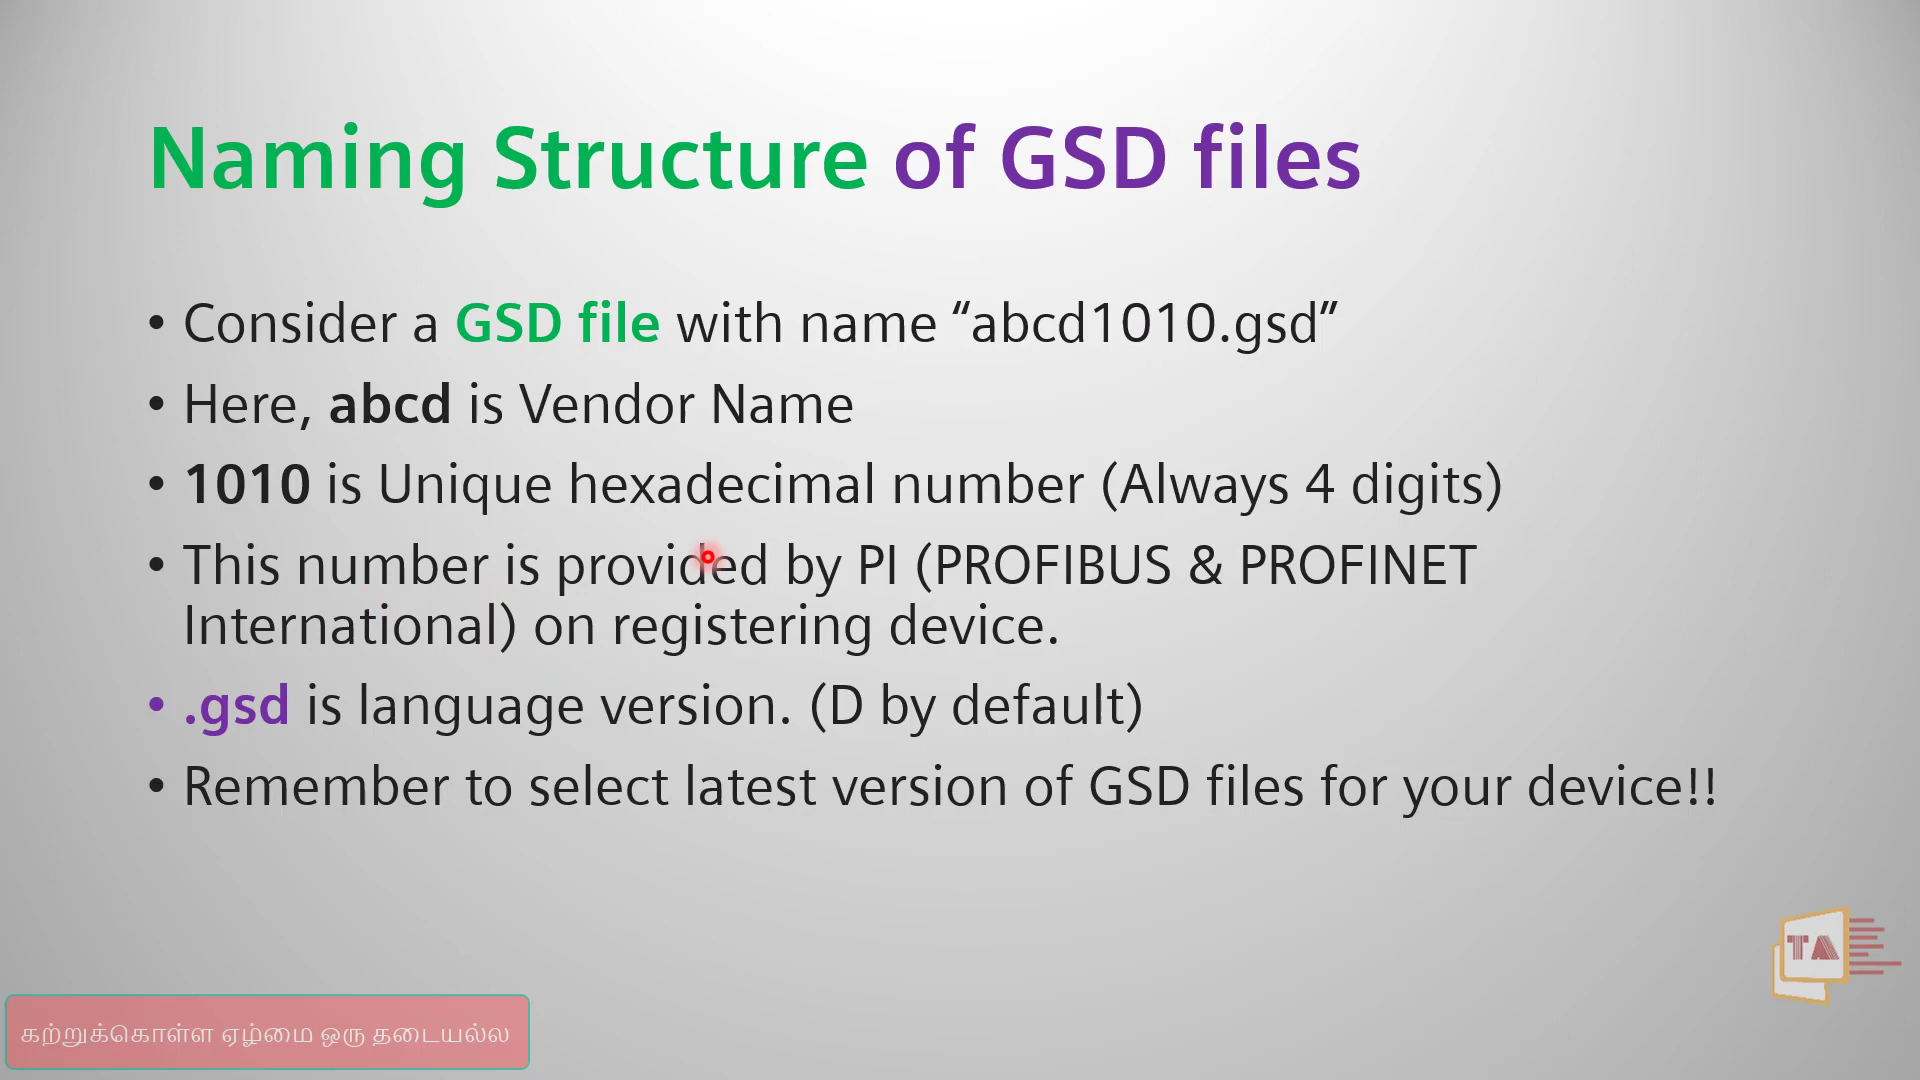 Naming Structure of GSD files
• Consider a GSD file with name “abcd1010.gsd”
• Here, abcd is Vendor Name
• 1010 is Unique hexadecimal number (Always 4 digits)
• This number is provided by PI (PROFIBUS & PROFINET
International) on registering device.
• .gsd is language version. (D by default)
• Remember to select latest version of GSD files for your device!!
TA
கற்றுக்கொள்ள ஏழ்மை ஒரு தடையல்ல